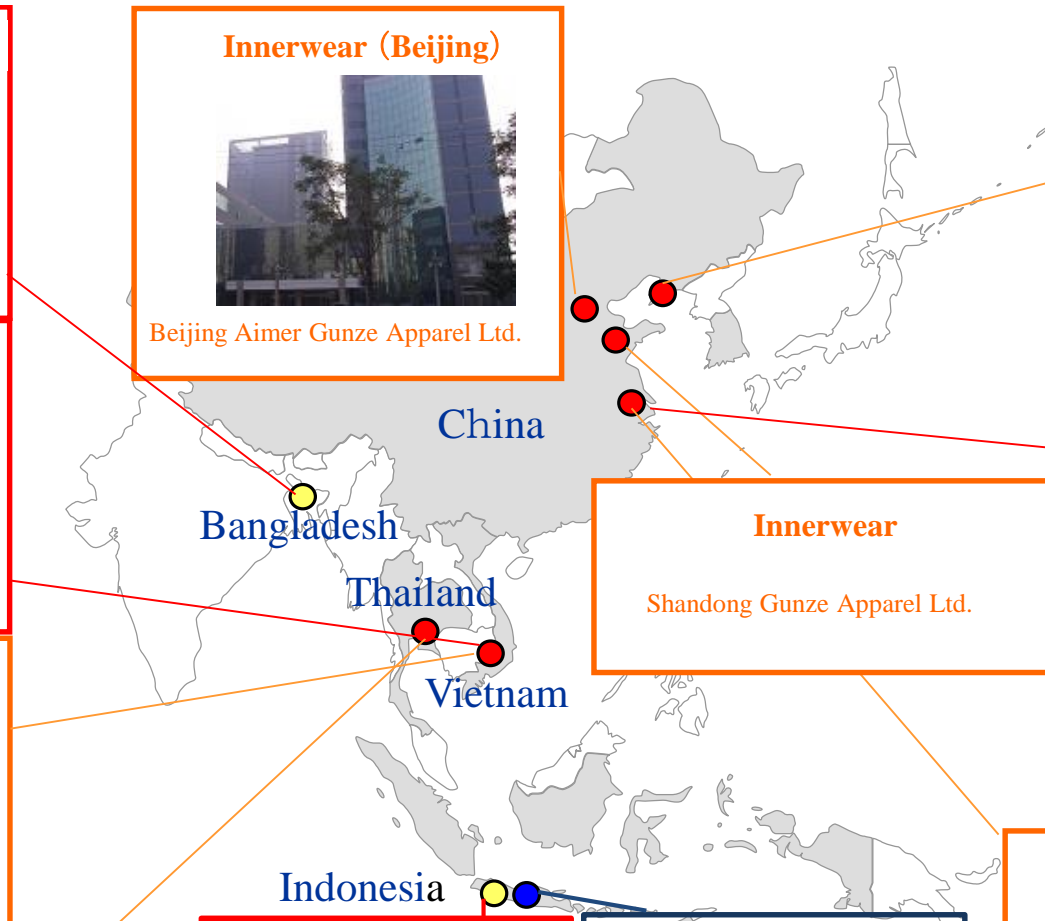 Innerwear（Beijing）
Beijing Aimer Gunze Apparel Ltd.
China
Bangladesh
Innerwear
Shandong Gunze Apparel Ltd.
Thailand
Vietnam
Indonesia